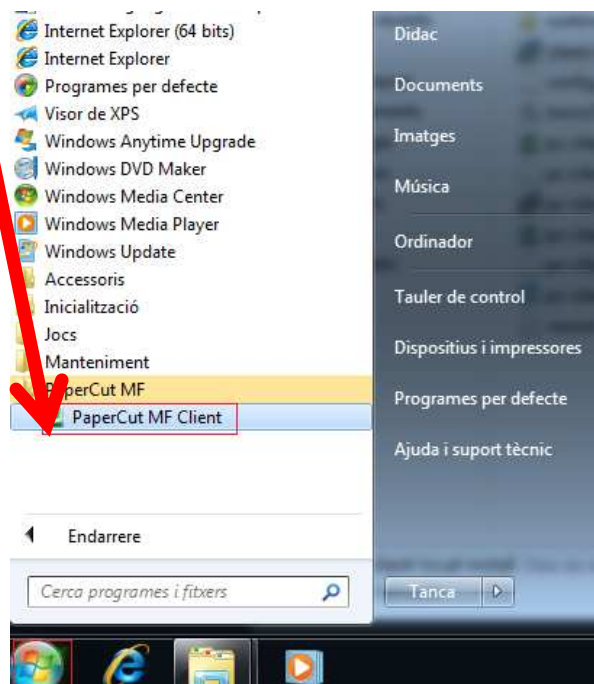 Internet Explorer (64 bits)
Internet Explorer
Programes per defecte
Visor de XPS
Windows Anytime Upgrade
Windows DVD Maker
Windows Media Center
Windows Media Player
Windows Update
Accessoris
Inicialització
Jocs
Manteniment
PaperCut MF
PaperCut MF Client
Endarrere
Cerca programes i fitxers
Didac
Documents
Imatges
Música
Ordinador
Tauler de control
Dispositius i impressores
Programes per defecte
Ajuda i suport tècnic
Tanca